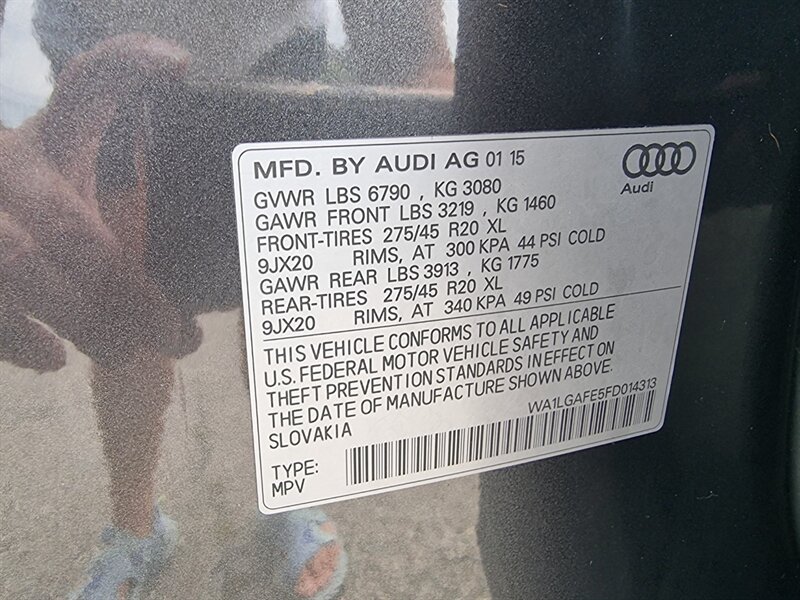 MFD. BY AUDI AG 01 15
Audi
GVWR LBS 6790 , KG 3080
GAWR FRONT LBS 3219 , KG 1460
FRONT-TIRES 275/45 R20 XL
9JX20 RIMS, AT 300 KPA 44 PSI COLD
GAWR REAR LBS 3913 , KG 1775
REAR-TIRES 275/45 R20 XL
9JX20 RIMS, AT 340 KPA 49 PSI COLD
THIS VEHICLE CONFORMS TO ALL APPLICABLE
U.S. FEDERAL MOTOR VEHICLE SAFETY AND
THEFT PREVENTION STANDARDS IN EFFECT ON
THE DATE OF MANUFACTURE SHOWN ABOVE.
SLOVAKIA WA1LGAFE5FD014313
TYPE:
MPV